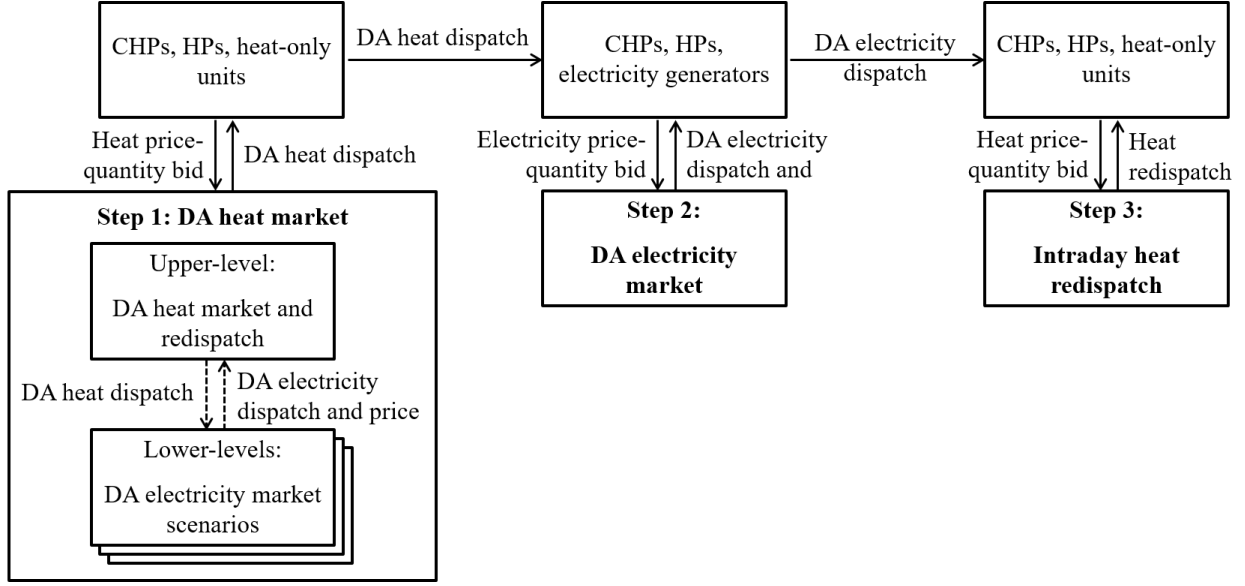 CHPs, HPs, heat-only
units
DA heat dispatch
CHPs, HPs,
electricity generators
DA electricity
dispatch
CHPs, HPs, heat-only
units
Heat price-
quantity bid
DA heat dispatch
Electricity price-
quantity bid
DA electricity
dispatch and
Heat price-
quantity bid
Heat
redispatch
Step 1: DA heat market
Upper-level:
DA heat market and
redispatch
DA heat dispatch
DA electricity
dispatch and price
Lower-levels:
DA electricity market
scenarios
Step 2:
DA electricity
market
Step 3:
Intraday heat
redispatch